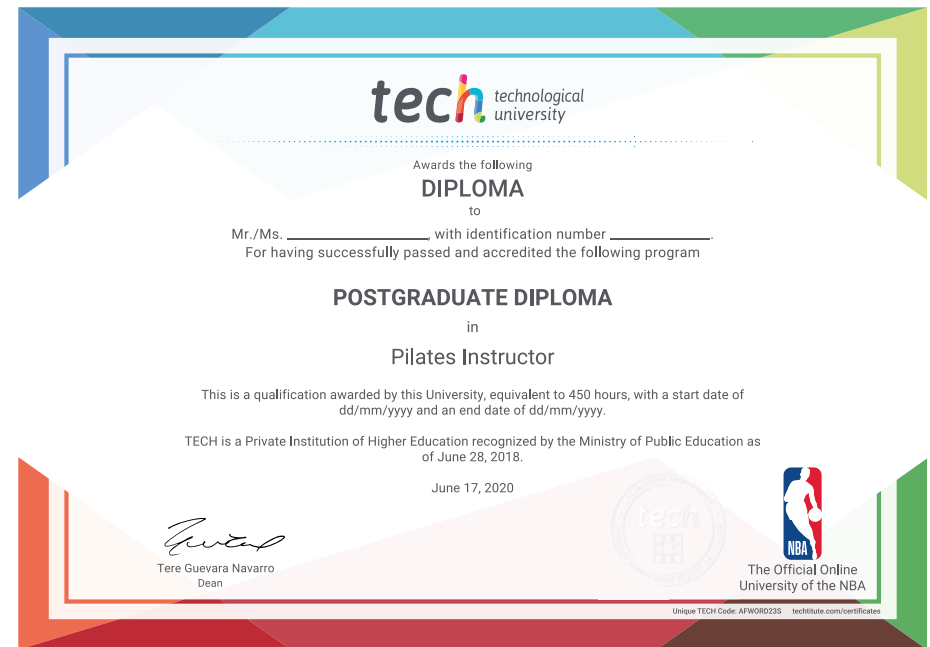 tech technological
university
Awards the following
DIPLOMA
to
Mr./Ms. ____________________, with identification number ______________.
For having successfully passed and accredited the following program
POSTGRADUATE DIPLOMA
in
Pilates Instructor
This is a qualification awarded by this University, equivalent to 450 hours, with a start date of
dd/mm/yyyy and an end date of dd/mm/yyyy.
TECH is a Private Institution of Higher Education recognized by the Ministry of Public Education as
of June 28, 2018.
June 17, 2020
tech
Tere Guevara Navarro
Dean
NBA
The Official Online
University of the NBA
Unique TECH Code: AFWORD23S techtitute.com/certificates